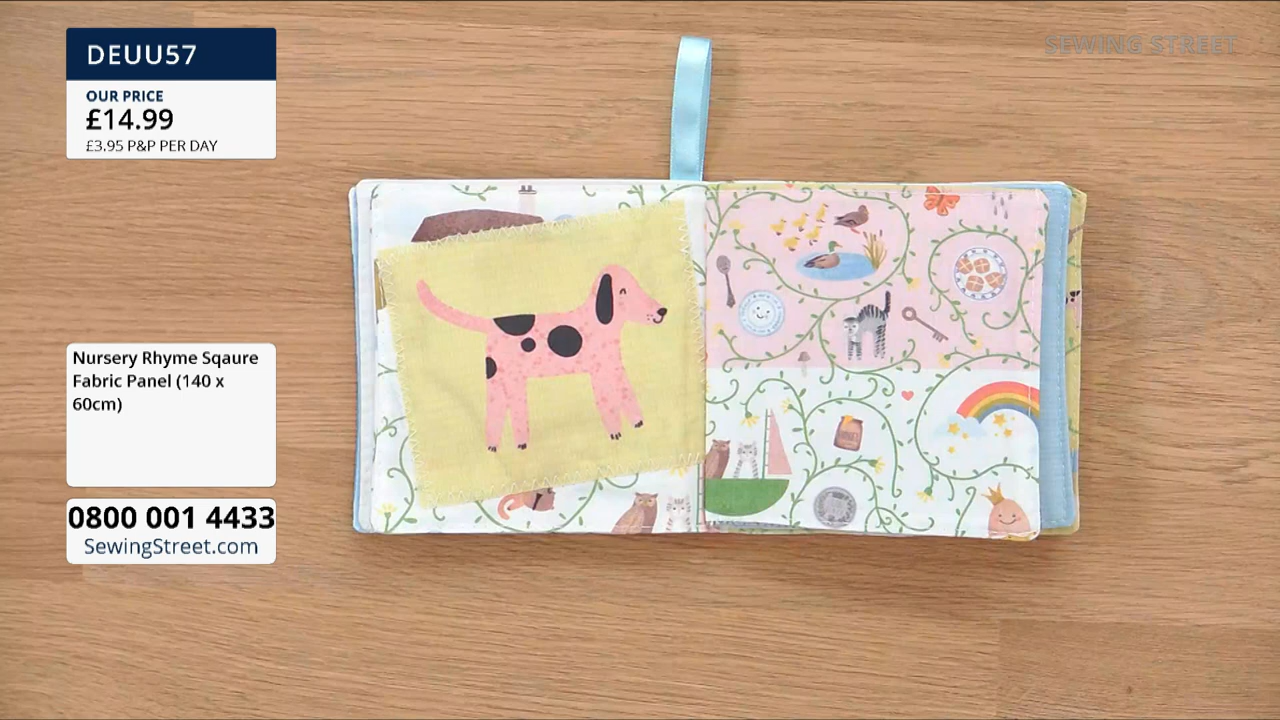 DEUU57
OUR PRICE
£14.99
£3.95 P&P PER DAY
SEWING STREET
Nursery Rhyme Sqaure
Fabric Panel (140 x
60cm)
0800 001 4433
SewingStreet.com